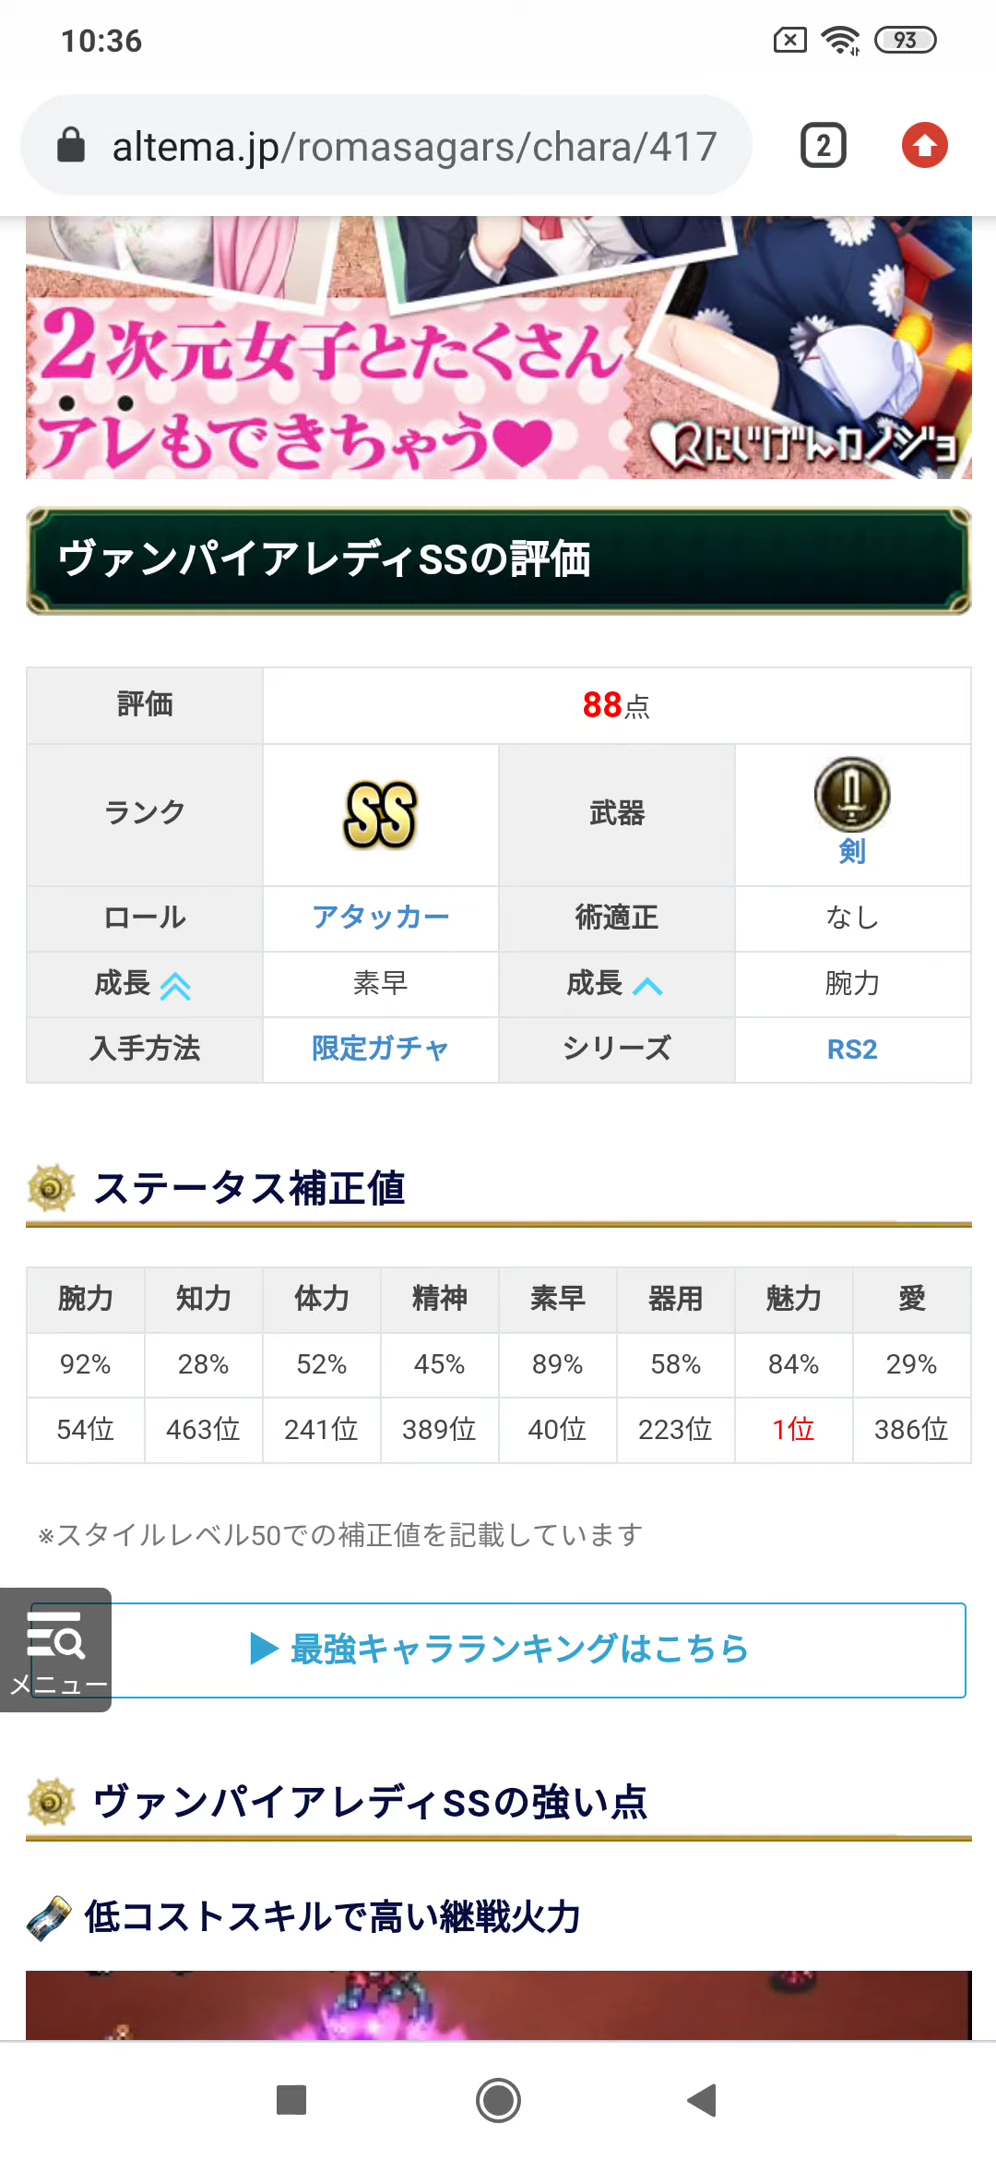 10:36
93
altema.jp/romasagars/chara/417
2
2次元女子とたくさん
アレもできちゃう♥
にじげんカノジョ
ヴァンパイアレディSSの評価
評価 88点
ランク SS 武器 剣
ロール アタッカー 術適正 なし
成長 素早 成長 腕力
入手方法 限定ガチャ シリーズ RS2
ステータス補正値
腕力 知力 体力 精神 素早 器用 魅力 愛
92% 28% 52% 45% 89% 58% 84% 29%
54位 463位 241位 389位 40位 223位 1位 386位
※スタイルレベル50での補正値を記載しています
▶ 最強キャラランキングはこちら
メニュー
ヴァンパイアレディSSの強い点
低コストスキルで高い継戦火力